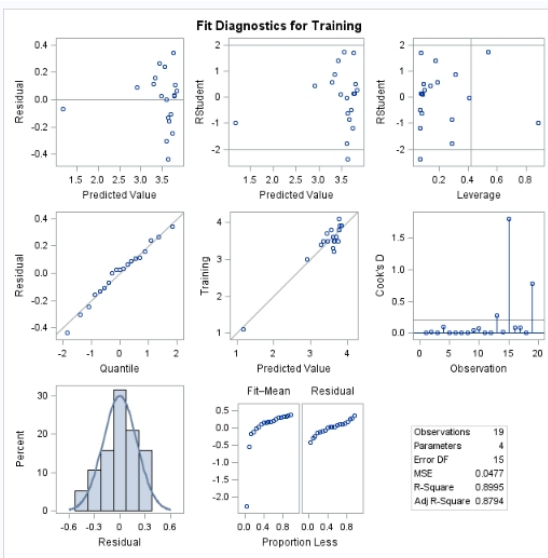 Fit Diagnostics for Training
Residual
0.4
0.2
0.0
-0.2
-0.4
1.5 2.0 2.5 3.0 3.5
Predicted Value
RStudent
2
1
0
-1
-2
1.5 2.0 2.5 3.0 3.5
Predicted Value
RStudent
2
1
0
-1
-2
0.2 0.4 0.6 0.8
Leverage
Residual
0.4
0.2
0.0
-0.2
-0.4
-2 -1 0 1 2
Quantile
Training
4
3
2
1
1 2 3 4
Predicted Value
Cook's D
1.5
1.0
0.5
0.0
0 5 10 15 20
Observation
Percent
30
20
10
0
-0.6 -0.3 0 0.3 0.6
Residual
Fit–Mean Residual
0.5
0.0
-0.5
-1.0
-1.5
-2.0
0.0 0.4 0.8 0.0 0.4 0.8
Proportion Less
Observations 19
Parameters 4
Error DF 15
MSE 0.0477
R-Square 0.8995
Adj R-Square 0.8794